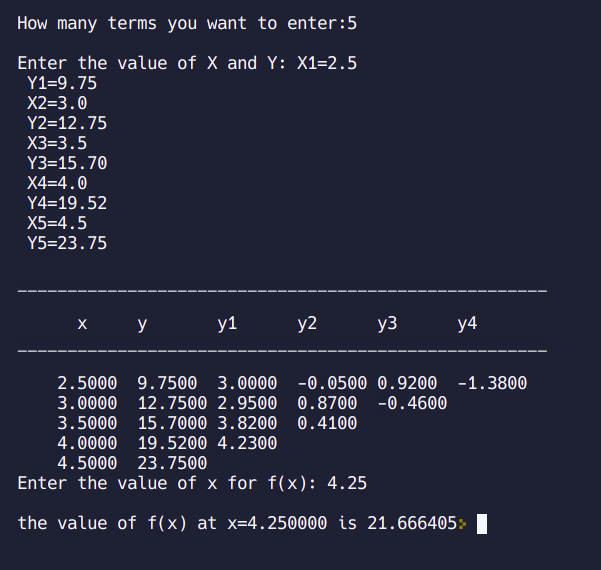 How many terms you want to enter:5
Enter the value of X and Y: X1=2.5
Y1=9.75
X2=3.0
Y2=12.75
X3=3.5
Y3=15.70
X4=4.0
Y4=19.52
X5=4.5
Y5=23.75
_____________________________________________________
x y y1 y2 y3 y4
_____________________________________________________
2.5000 9.7500 3.0000 -0.0500 0.9200 -1.3800
3.0000 12.7500 2.9500 0.8700 -0.4600
3.5000 15.7000 3.8200 0.4100
4.0000 19.5200 4.2300
4.5000 23.7500
Enter the value of x for f(x): 4.25
the value of f(x) at x=4.250000 is 21.666405